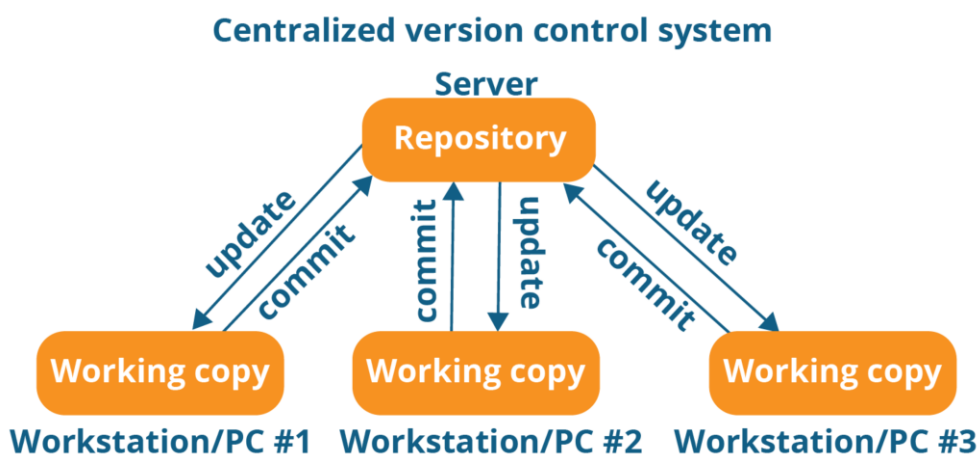 Centralized version control system
Server
Repository
update
commit
commit
update
update
commit
Working copy
Working copy
Working copy
Workstation/PC #1
Workstation/PC #2
Workstation/PC #3